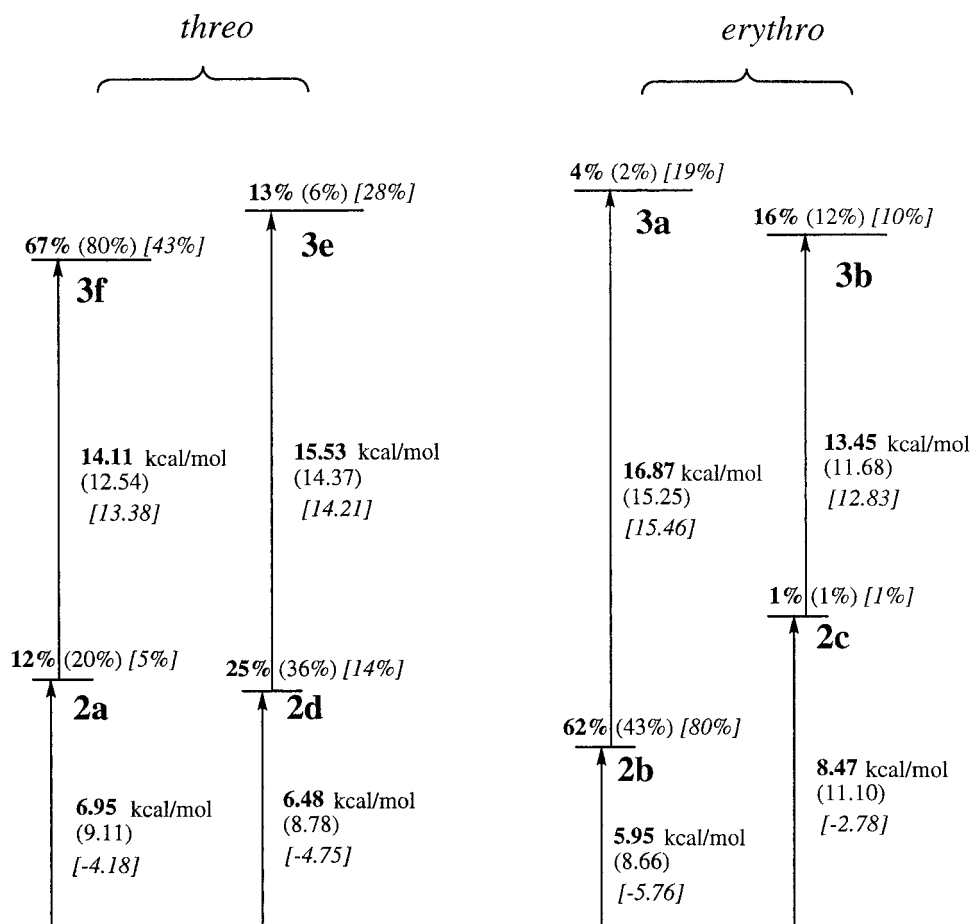 threo
erythro
4% (2%) [19%]
3a
13% (6%) [28%]
3e
16% (12%) [10%]
3b
67% (80%) [43%]
3f
14.11 kcal/mol
(12.54)
[13.38]
15.53 kcal/mol
(14.37)
[14.21]
16.87 kcal/mol
(15.25)
[15.46]
13.45 kcal/mol
(11.68)
[12.83]
1% (1%) [1%]
2c
12% (20%) [5%]
2a
25% (36%) [14%]
2d
62% (43%) [80%]
2b
6.95 kcal/mol
(9.11)
[-4.18]
6.48 kcal/mol
(8.78)
[-4.75]
5.95 kcal/mol
(8.66)
[-5.76]
8.47 kcal/mol
(11.10)
[-2.78]